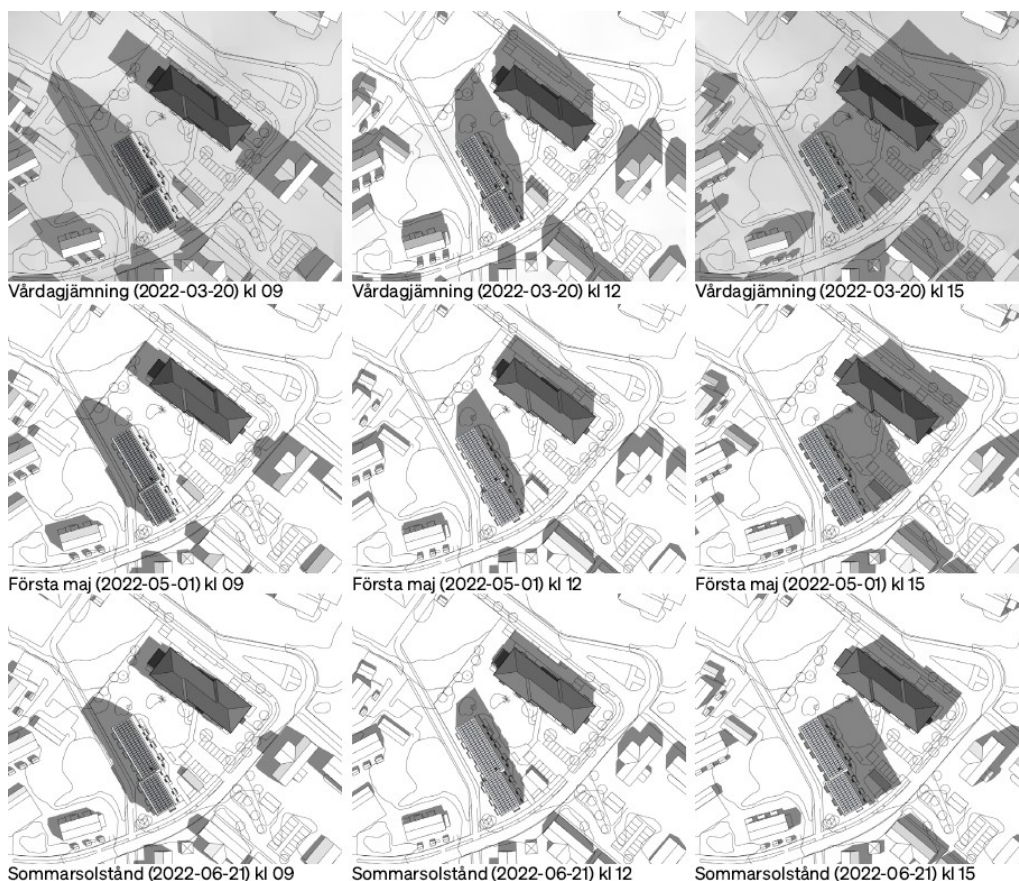 Vårdagjämning (2022-03-20) kl 09
Vårdagjämning (2022-03-20) kl 12
Vårdagjämning (2022-03-20) kl 15
Första maj (2022-05-01) kl 09
Första maj (2022-05-01) kl 12
Första maj (2022-05-01) kl 15
Sommarsolstånd (2022-06-21) kl 09
Sommarsolstånd (2022-06-21) kl 12
Sommarsolstånd (2022-06-21) kl 15